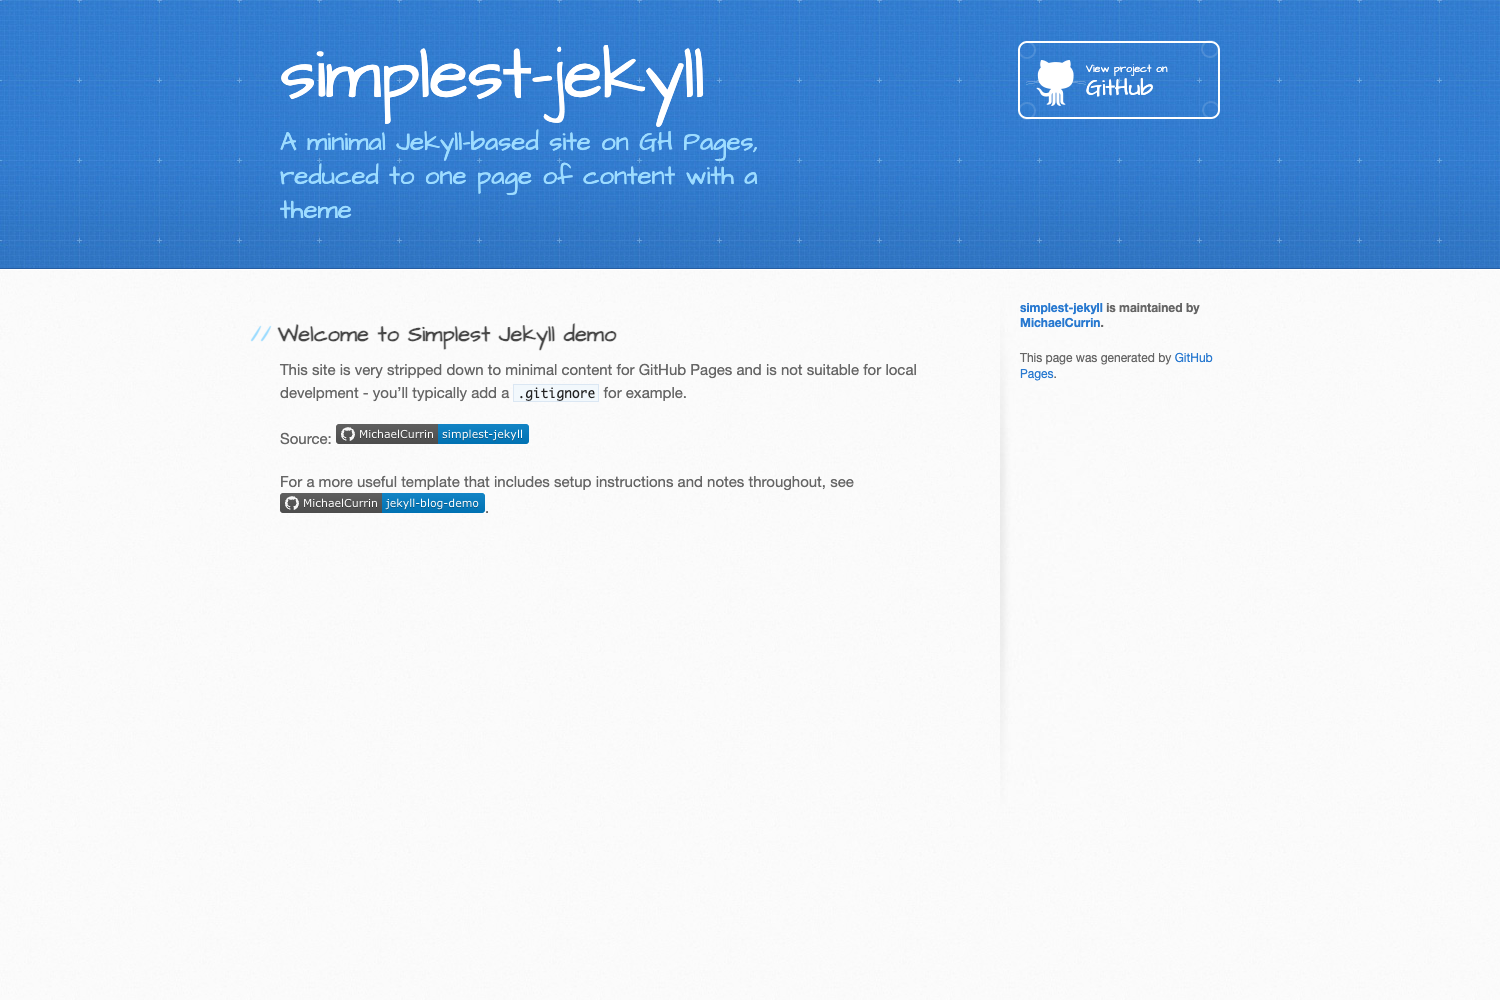 simplest-jekyll
A minimal Jekyll-based site on GH Pages,
reduced to one page of content with a
theme
View project on
GitHub
// Welcome to Simplest Jekyll demo
This site is very stripped down to minimal content for GitHub Pages and is not suitable for local
develpment - you’ll typically add a .gitignore for example.
Source: MichaelCurrin simplest-jekyll
For a more useful template that includes setup instructions and notes throughout, see
MichaelCurrin jekyll-blog-demo.
simplest-jekyll is maintained by
MichaelCurrin.
This page was generated by GitHub
Pages.